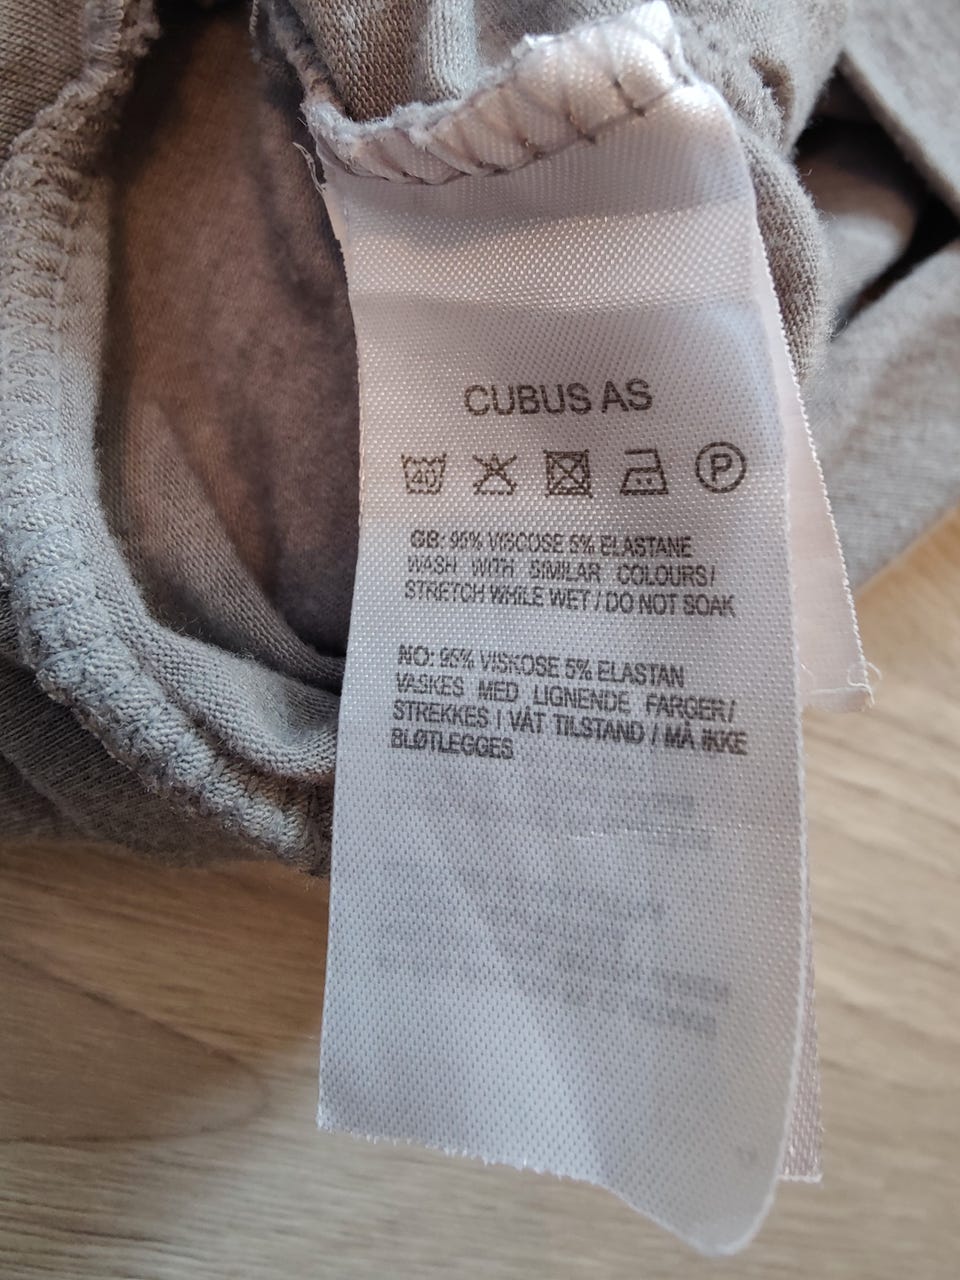 CUBUS AS
40 P
GB: 95% VISCOSE 5% ELASTANE
WASH WITH SIMILAR COLOURS/
STRETCH WHILE WET / DO NOT SOAK
NO: 95% VISKOSE 5% ELASTAN
VASKES MED LIGNENDE FARGER/
STREKKES I VÅT TILSTAND / MÅ IKKE
BLØTLEGGES